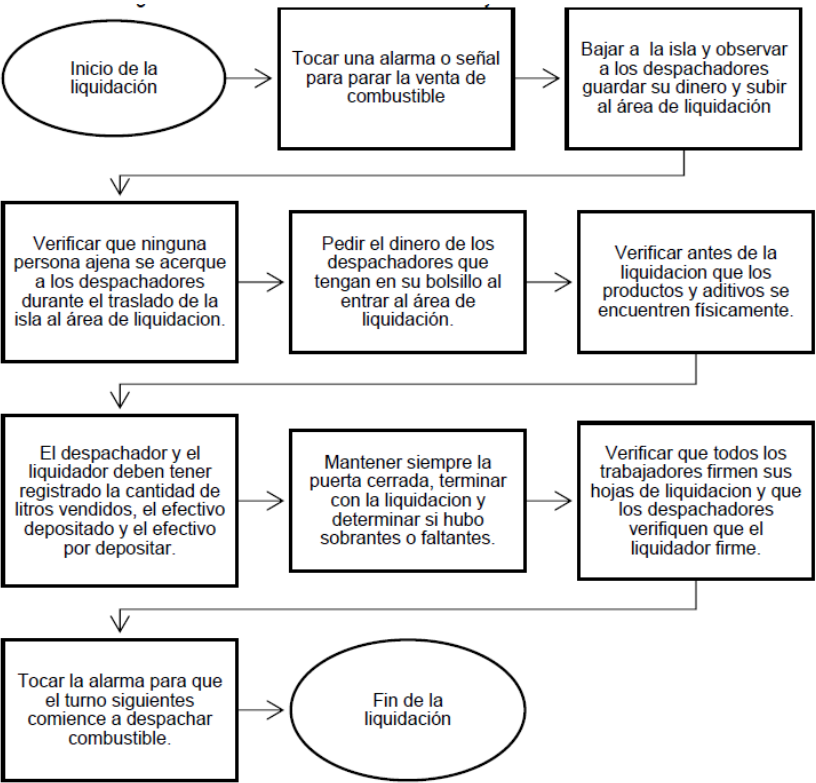 Inicio de la
liquidación
Tocar una alarma o señal
para parar la venta de
combustible
Bajar a la isla y observar
a los despachadores
guardar su dinero y subir
al área de liquidación
Verificar que ninguna
persona ajena se acerque
a los despachadores
durante el traslado de la
isla al área de liquidacion.
Pedir el dinero de los
despachadores que
tengan en su bolsillo al
entrar al área de
liquidación.
Verificar antes de la
liquidacion que los
productos y aditivos se
encuentren físicamente.
El despachador y el
liquidador deben tener
registrado la cantidad de
litros vendidos, el efectivo
depositado y el efectivo
por depositar.
Mantener siempre la
puerta cerrada, terminar
con la liquidacion y
determinar si hubo
sobrantes o faltantes.
Verificar que todos los
trabajadores firmen sus
hojas de liquidacion y que
los despachadores
verifiquen que el
liquidador firme.
Tocar la alarma para que
el turno siguientes
comience a despachar
combustible.
Fin de la
liquidación